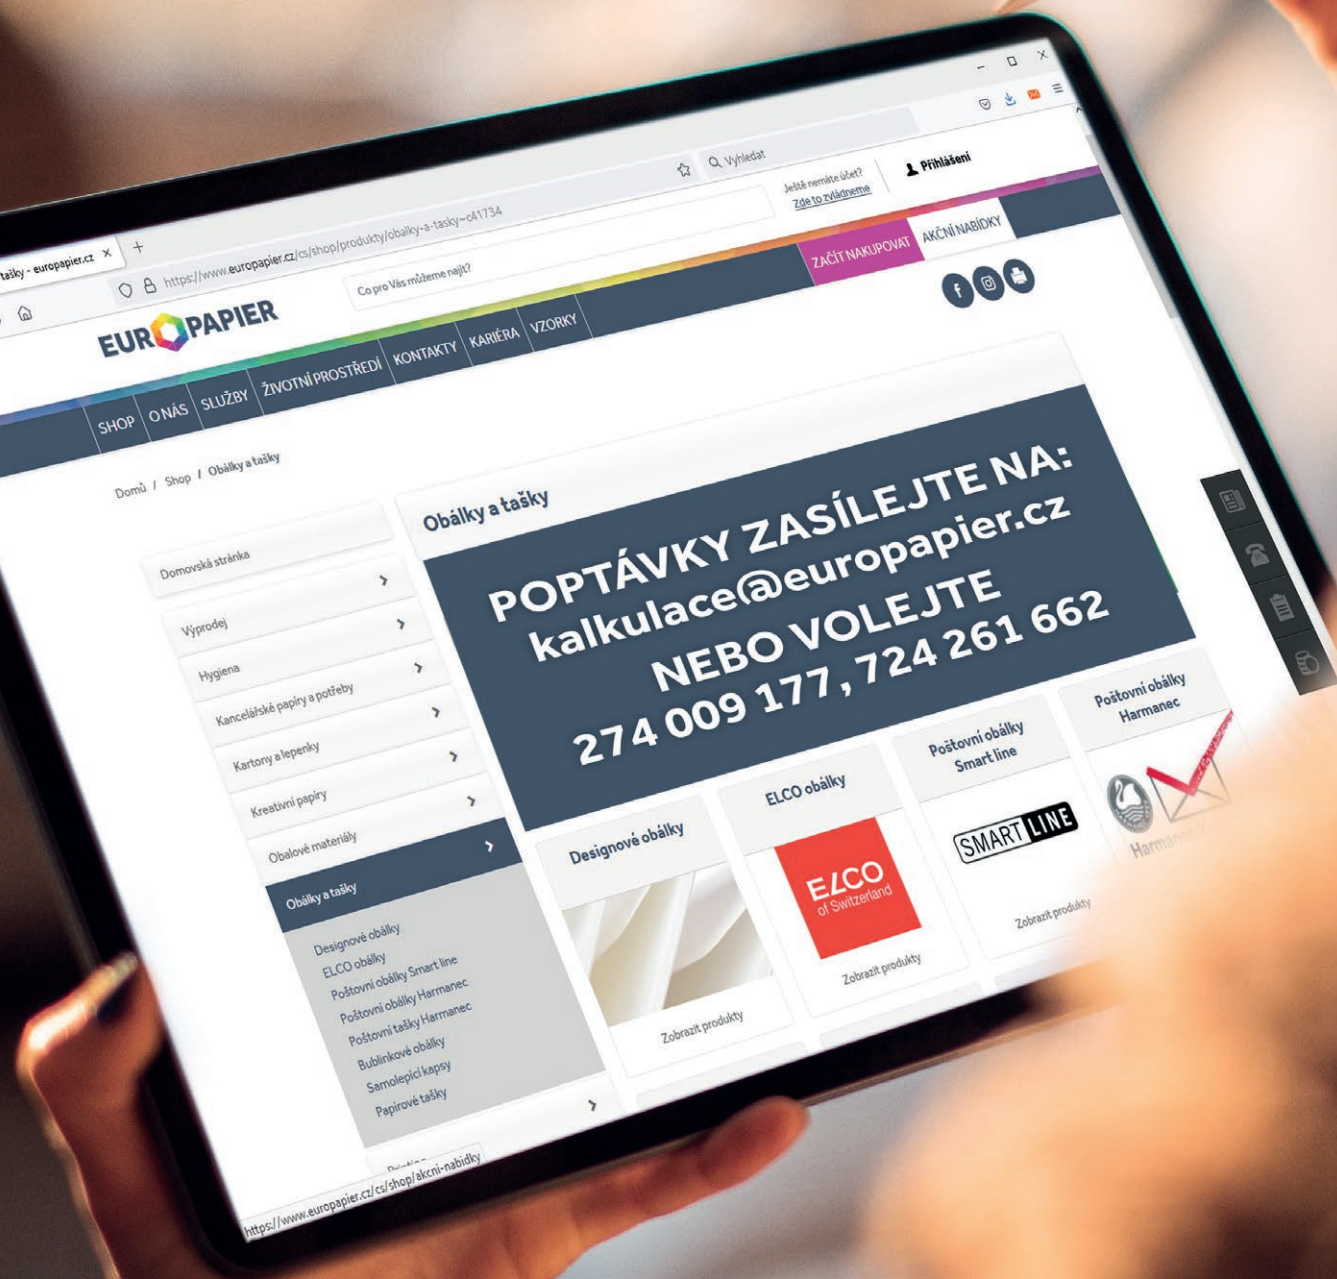 tašky - europapier.cz
https://www.europapier.cz/cs/shop/produkty/obalky-a-tasky~c41734
Vyhledat
EUROPAPIER
Co pro Vás můžeme najít?
Ještě nemáte účet?
Zde to zvládneme
Přihlášení
SHOP
O NÁS
SLUŽBY
ŽIVOTNÍ PROSTŘEDÍ
KONTAKTY
KARIÉRA
VZORKY
ZAČÍT NAKUPOVAT
AKČNÍ NABÍDKY
Domů / Shop / Obálky a tašky
Domovská stránka
Výprodej
Hygiena
Kancelářské papíry a potřeby
Kartony a lepenky
Kreativní papíry
Obalové materiály
Obálky a tašky
Designové obálky
ELCO obálky
Poštovní obálky Smart line
Poštovní obálky Harmanec
Poštovní tašky Harmanec
Bublinkové obálky
Samolepicí kapsy
Papírové tašky
https://www.europapier.cz/cs/shop/akcni-nabidky
Obálky a tašky
POPTÁVKY ZASÍLEJTE NA:
kalkulace@europapier.cz
NEBO VOLEJTE
274 009 177, 724 261 662
Designové obálky
Zobrazit produkty
ELCO obálky
ELCO
of Switzerland
Zobrazit produkty
Poštovní obálky
Smart line
SMART LINE
Zobrazit produkty
Poštovní obálky
Harmanec